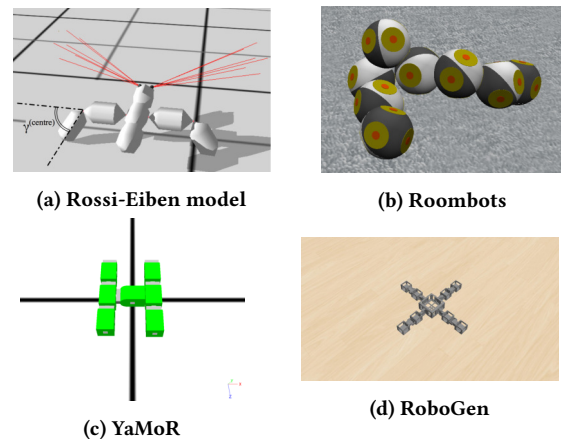 γ(centre)
(a) Rossi-Eiben model
(b) Roombots
(c) YaMoR
(d) RoboGen